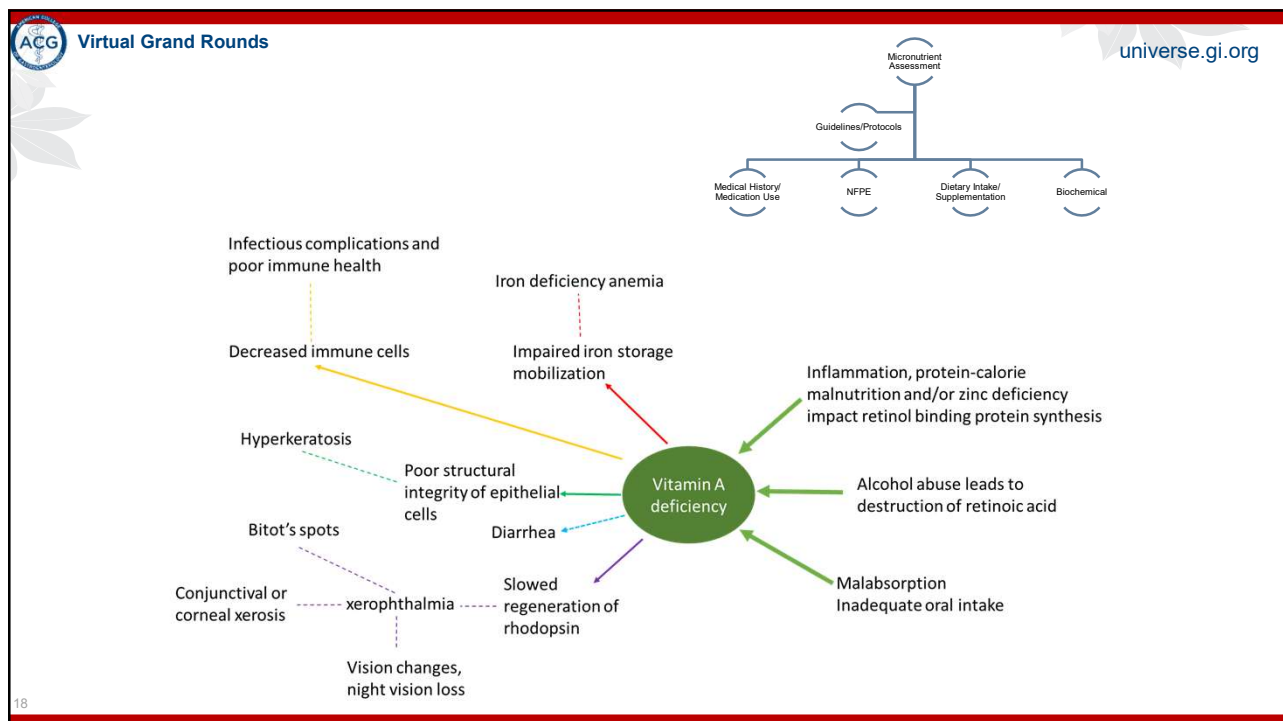 ACG
AMERICAN COLLEGE
OF GASTROENTEROLOGY
Virtual Grand Rounds
universe.gi.org
Micronutrient
Assessment
Guidelines/Protocols
Medical History/
Medication Use
NFPE
Dietary Intake/
Supplementation
Biochemical
Infectious complications and
poor immune health
Iron deficiency anemia
Decreased immune cells
Impaired iron storage
mobilization
Inflammation, protein-calorie
malnutrition and/or zinc deficiency
impact retinol binding protein synthesis
Hyperkeratosis
Poor structural
integrity of epithelial
cells
Vitamin A
deficiency
Alcohol abuse leads to
destruction of retinoic acid
Bitot's spots
Diarrhea
Conjunctival or
corneal xerosis
xerophthalmia
Slowed
regeneration of
rhodopsin
Malabsorption
Inadequate oral intake
Vision changes,
night vision loss
18